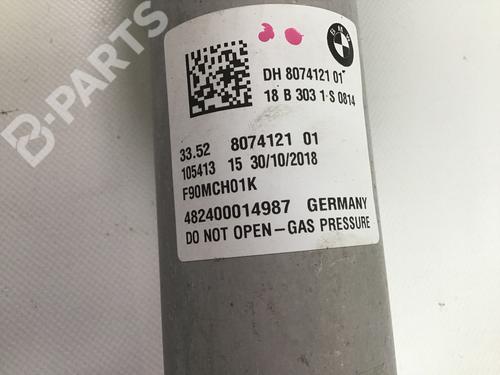 B-PARTS
BMW
DH 8074121 01
18 B 303 1 S 0814
33.52 8074121 01
105413 15 30/10/2018
F90MCH01K
482400014987 GERMANY
DO NOT OPEN-GAS PRESSURE